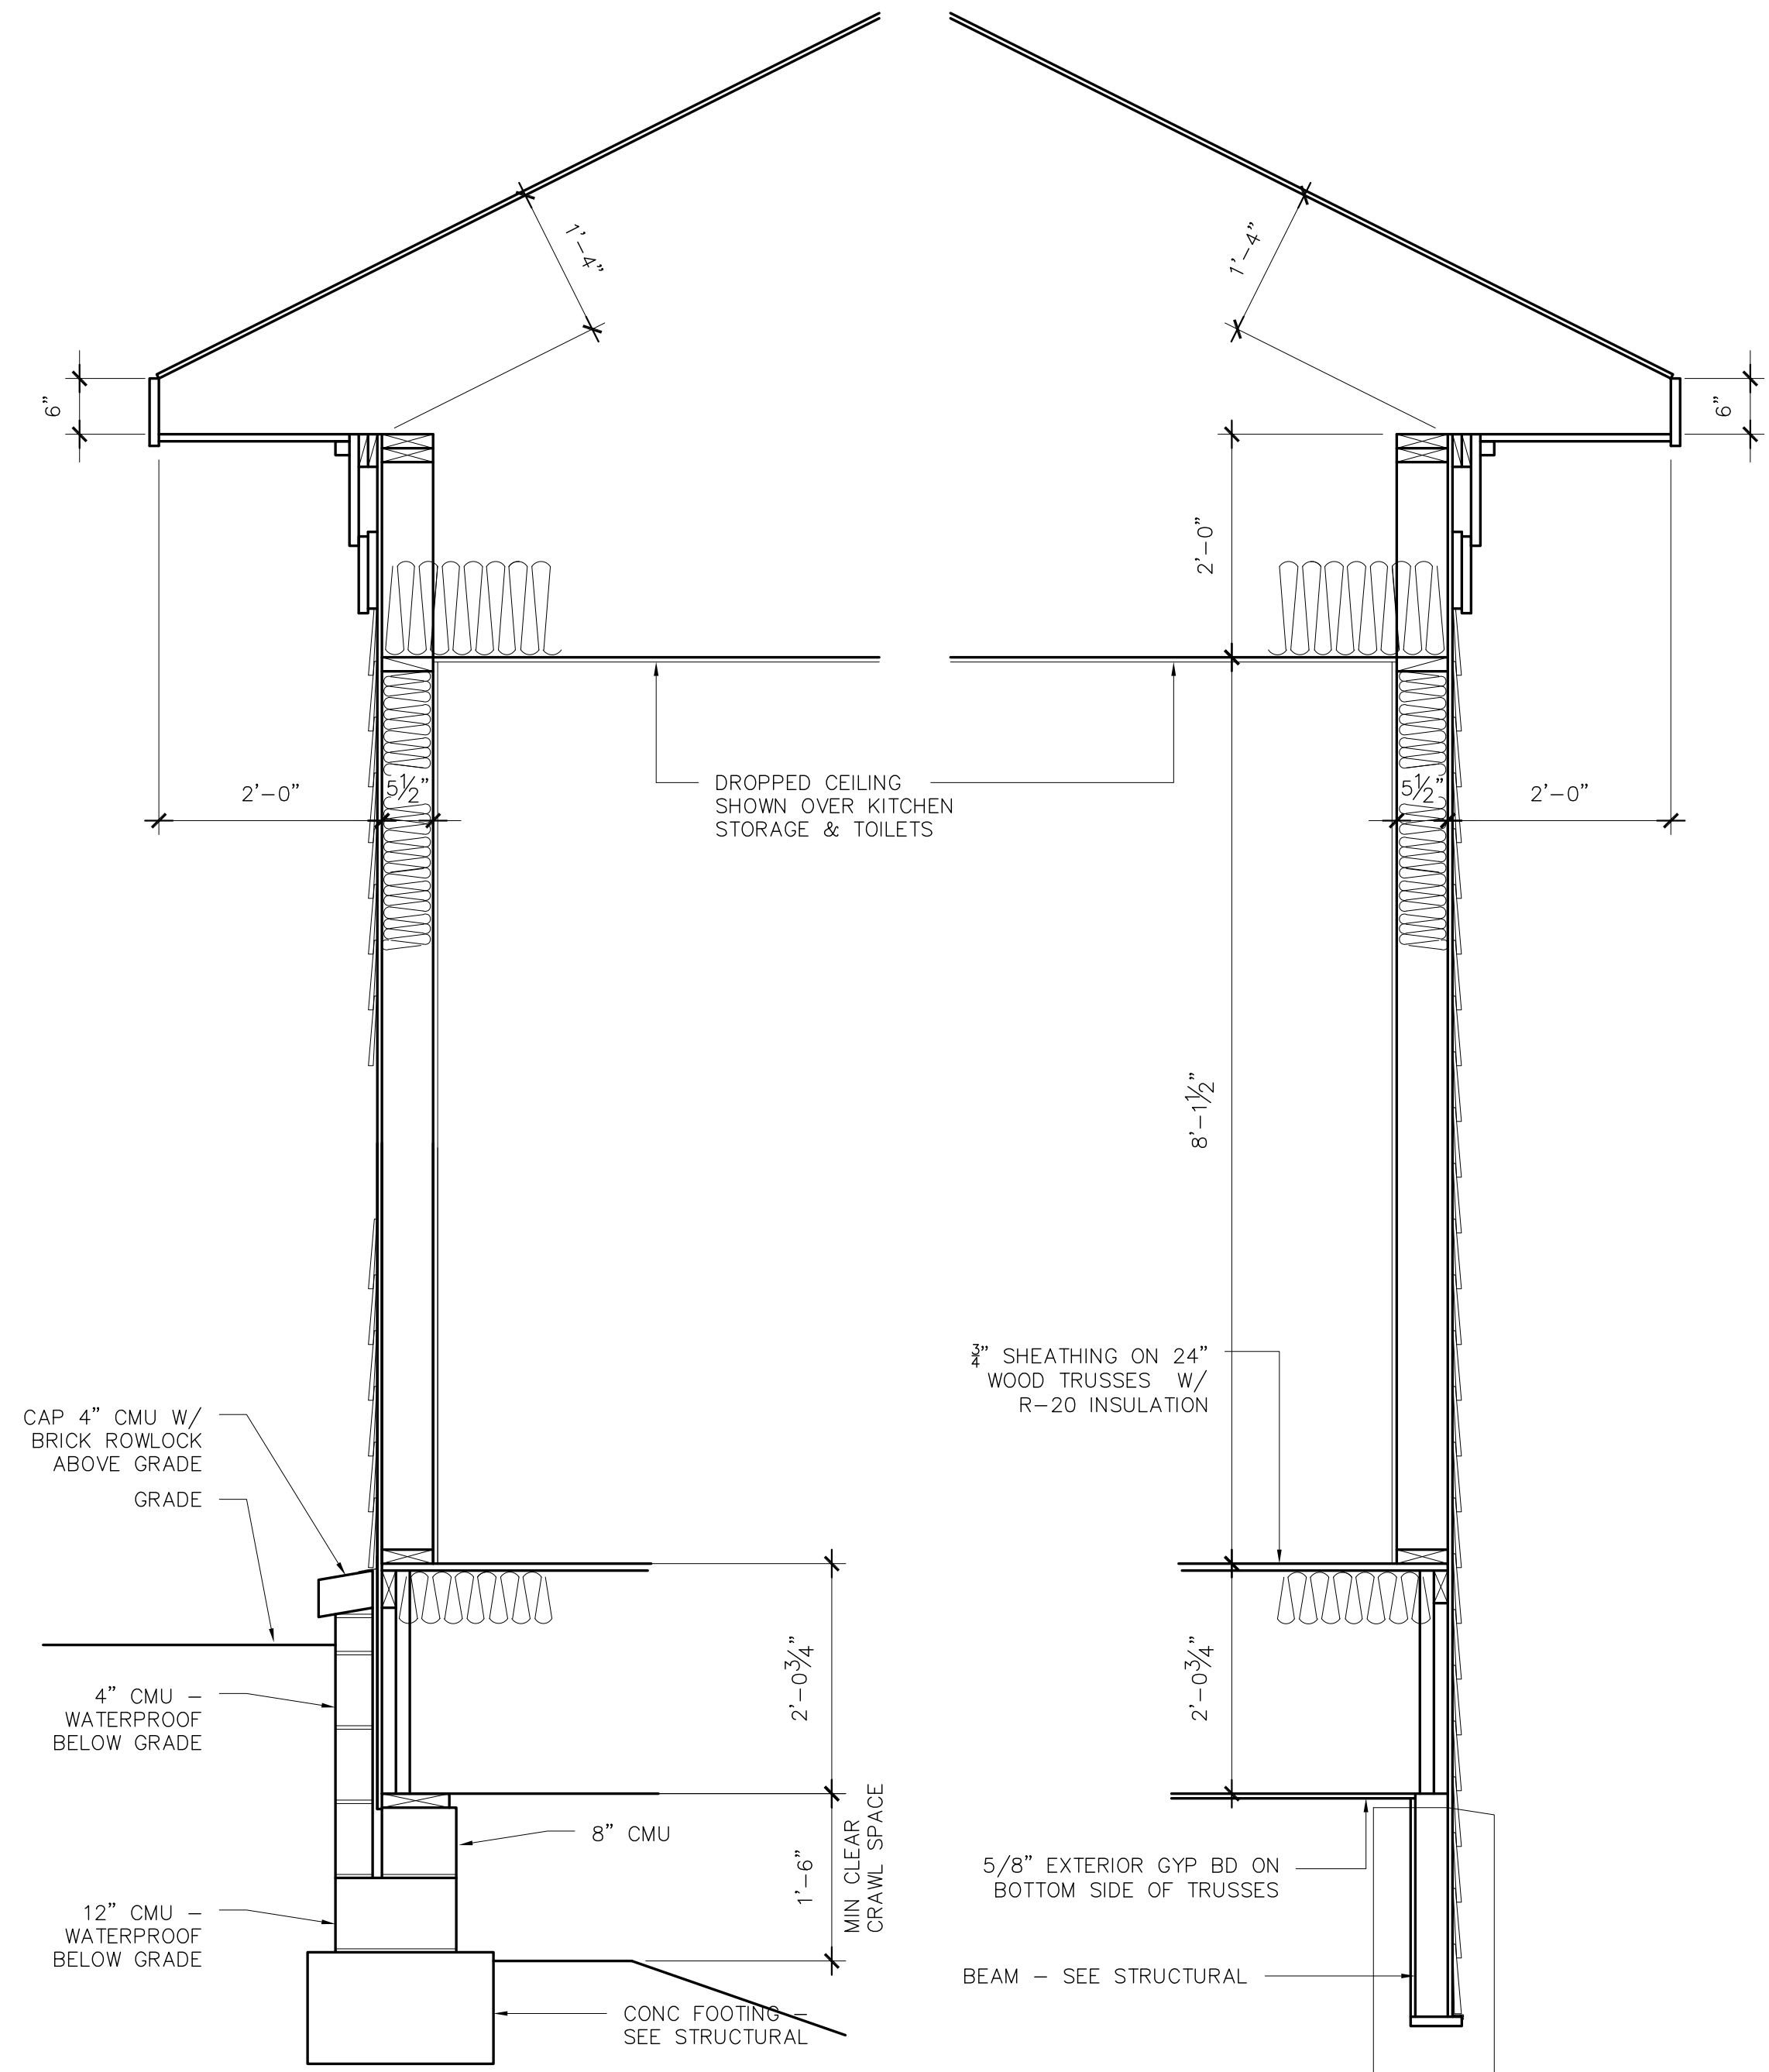 1'-4"
1'-4"
6"
6"
2'-0"
2'-0"
5½"
5½"
2'-0"
DROPPED CEILING
SHOWN OVER KITCHEN
STORAGE & TOILETS
8'-1½"
¾" SHEATHING ON 24"
WOOD TRUSSES W/
R-20 INSULATION
CAP 4" CMU W/
BRICK ROWLOCK
ABOVE GRADE
GRADE
4" CMU -
WATERPROOF
BELOW GRADE
2'-0¾"
2'-0¾"
8" CMU
1'-6"
MIN CLEAR
CRAWL SPACE
5/8" EXTERIOR GYP BD ON
BOTTOM SIDE OF TRUSSES
12" CMU -
WATERPROOF
BELOW GRADE
BEAM - SEE STRUCTURAL
CONC FOOTING -
SEE STRUCTURAL